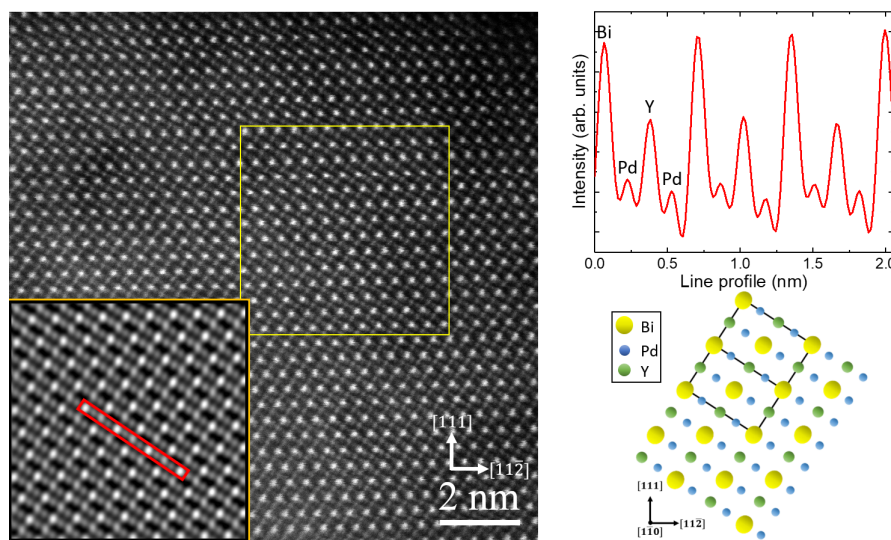 [111]
[112̄]
2 nm
Intensity (arb. units)
Bi
Pd
Y
Pd
0.0
0.5
1.0
1.5
2.0
Line profile (nm)
Bi
Pd
Y
[111]
[11̄0]
[112̄]